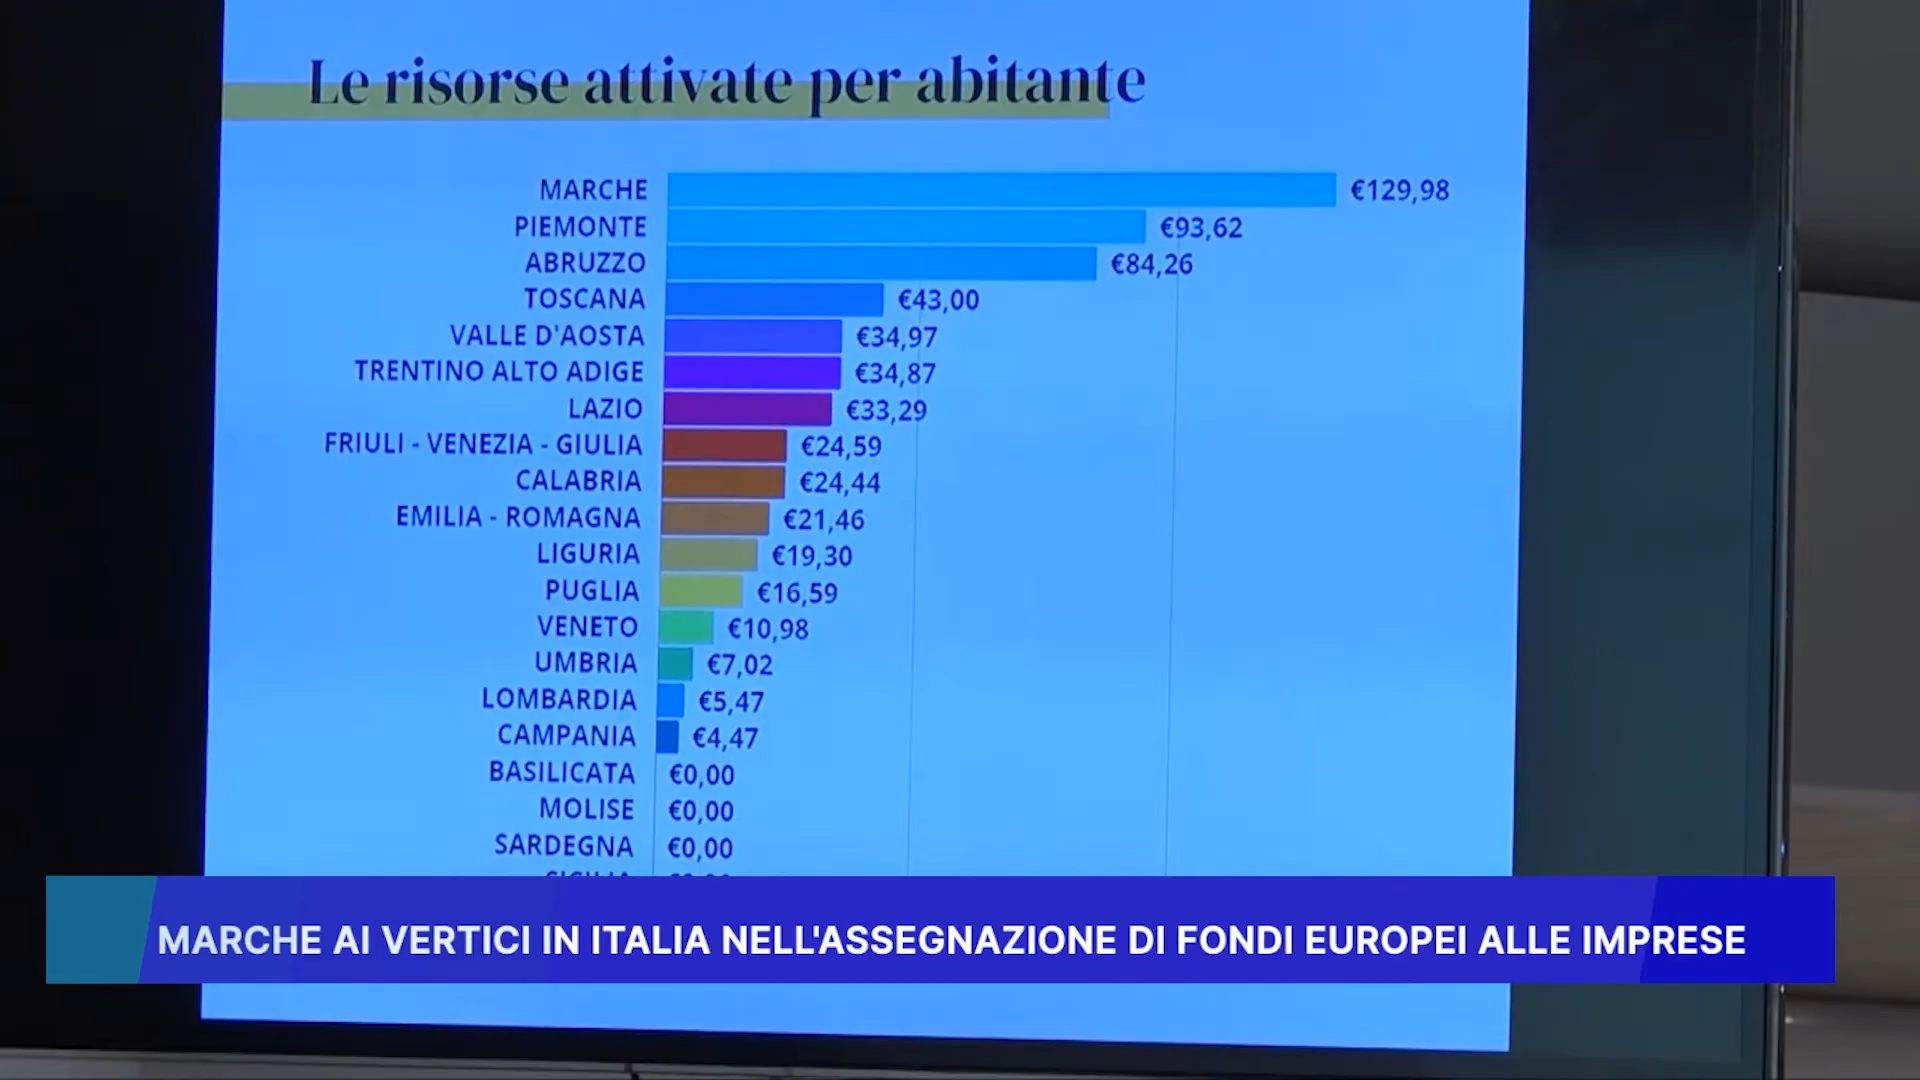 Le risorse attivate per abitante
MARCHE €129,98
PIEMONTE €93,62
ABRUZZO €84,26
TOSCANA €43,00
VALLE D'AOSTA €34,97
TRENTINO ALTO ADIGE €34,87
LAZIO €33,29
FRIULI - VENEZIA - GIULIA €24,59
CALABRIA €24,44
EMILIA - ROMAGNA €21,46
LIGURIA €19,30
PUGLIA €16,59
VENETO €10,98
UMBRIA €7,02
LOMBARDIA €5,47
CAMPANIA €4,47
BASILICATA €0,00
MOLISE €0,00
SARDEGNA €0,00
MARCHE AI VERTICI IN ITALIA NELL'ASSEGNAZIONE DI FONDI EUROPEI ALLE IMPRESE